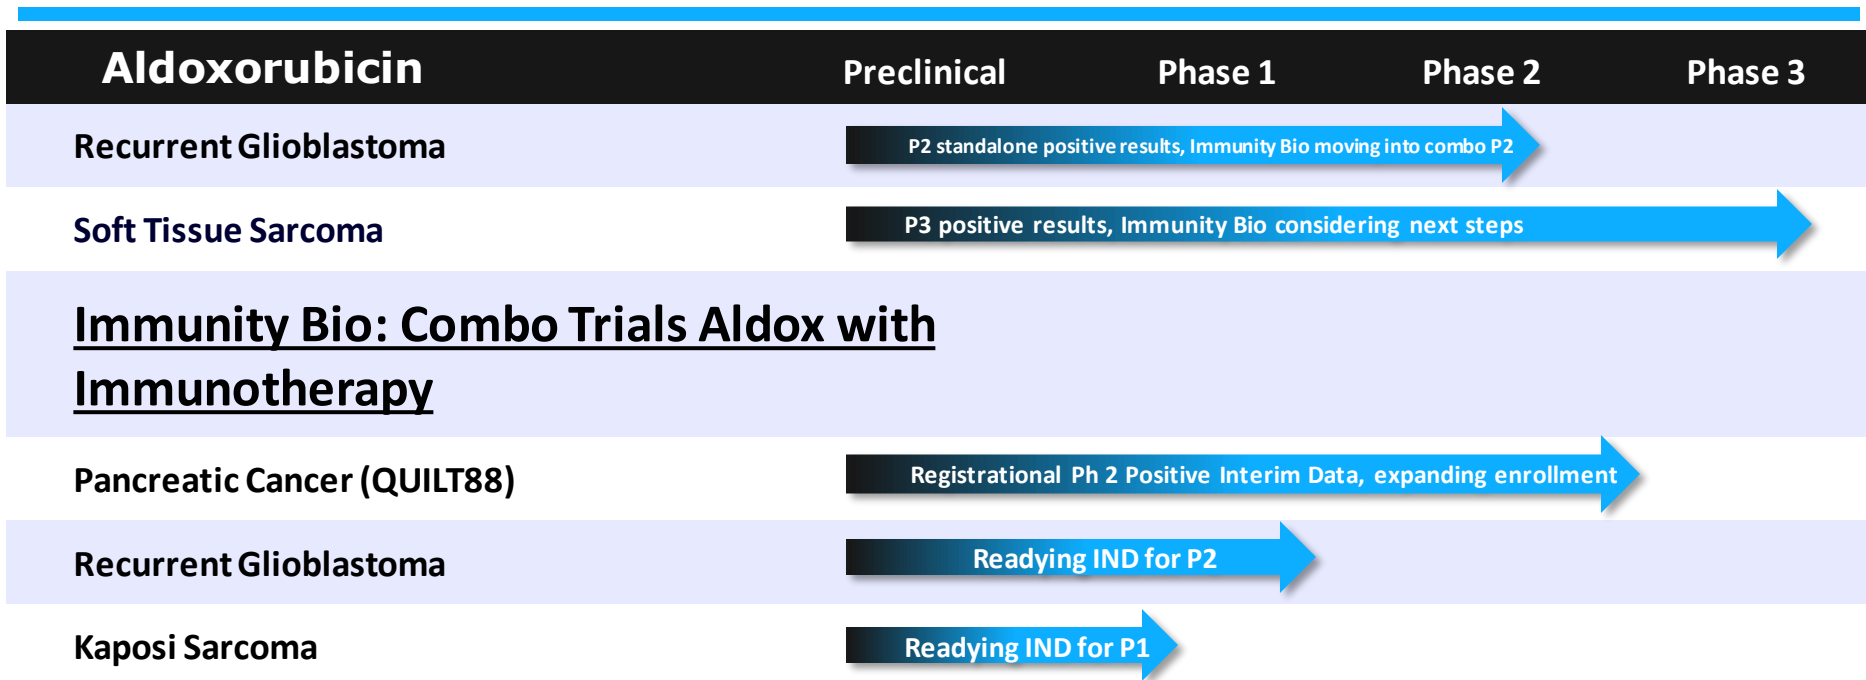 Aldoxorubicin Preclinical Phase 1 Phase 2 Phase 3
Recurrent Glioblastoma P2 standalone positive results, Immunity Bio moving into combo P2
Soft Tissue Sarcoma P3 positive results, Immunity Bio considering next steps
Immunity Bio: Combo Trials Aldox with
Immunotherapy
Pancreatic Cancer (QUILT88) Registrational Ph 2 Positive Interim Data, expanding enrollment
Recurrent Glioblastoma Readying IND for P2
Kaposi Sarcoma Readying IND for P1